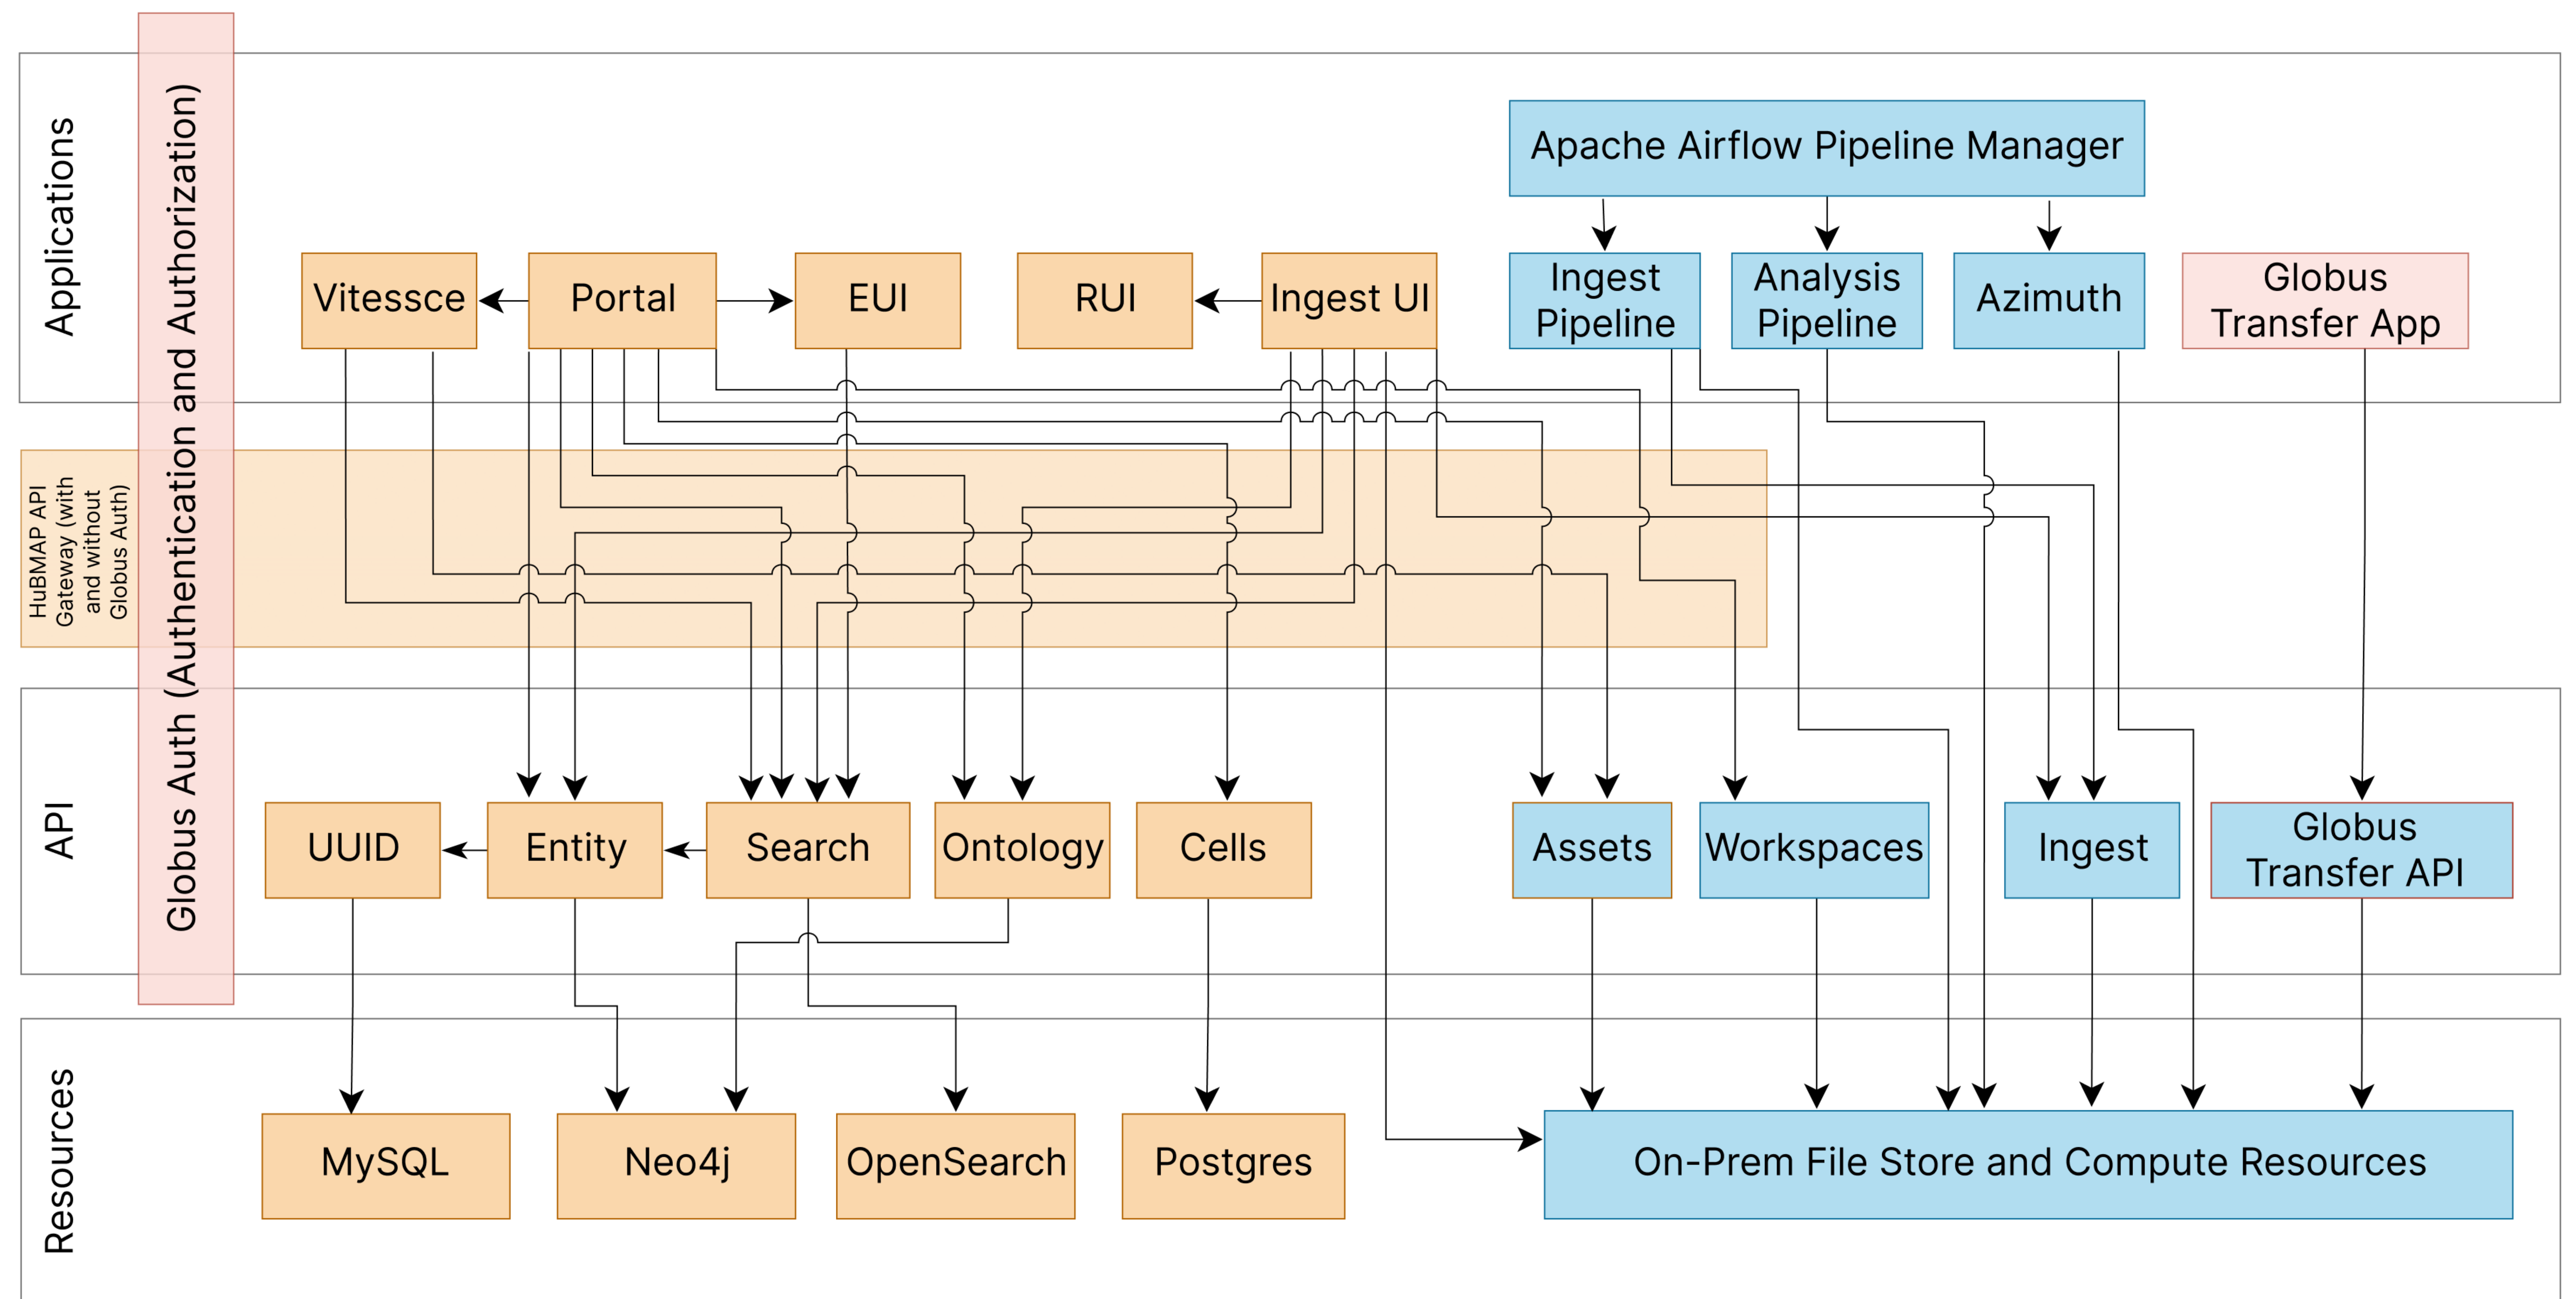 Applications
Globus Auth (Authentication and Authorization)
Apache Airflow Pipeline Manager
Vitessce
Portal
EUI
RUI
Ingest UI
Ingest
Pipeline
Analysis
Pipeline
Azimuth
Globus
Transfer App
HuBMAP API
Gateway (with
and without
Globus Auth)
API
UUID
Entity
Search
Ontology
Cells
Assets
Workspaces
Ingest
Globus
Transfer API
Resources
MySQL
Neo4j
OpenSearch
Postgres
On-Prem File Store and Compute Resources